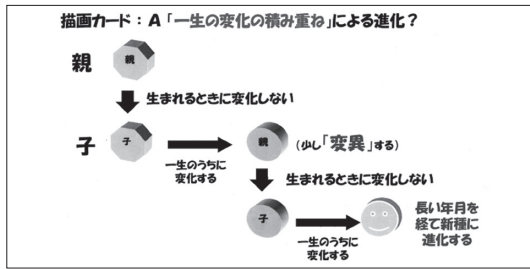 描画カード：A「一生の変化の積み重ね」による進化？
親
親
生まれるときに変化しない
子
子
一生のうちに
変化する
親
（少し「変異」する）
生まれるときに変化しない
子
一生のうちに
変化する
長い年月を
経て新種に
進化する